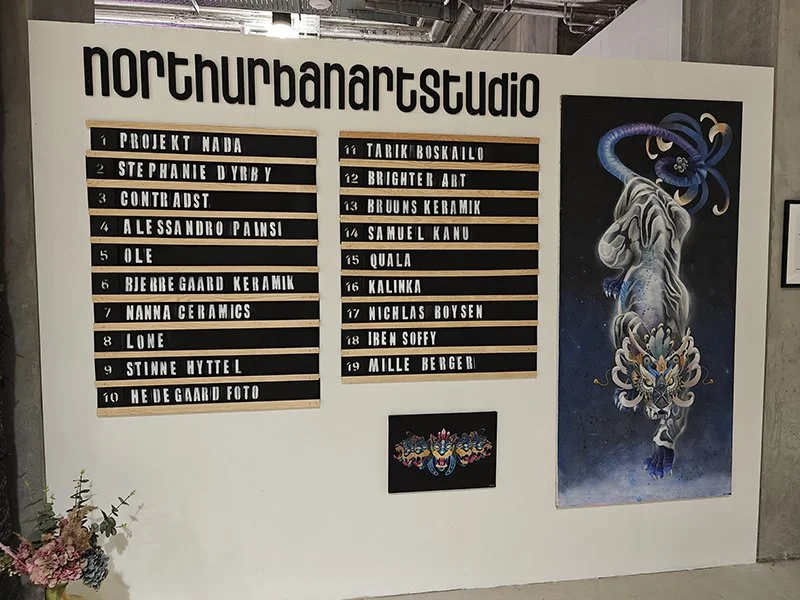 northurbanartstudio
1 PROJEKT NADA
2 STEPHANIE DYRBY
3 CONTRADST
4 ALESSANDRO PAINSI
5 OLE
6 BJERREGAARD KERAMIK
7 NANNA CERAMICS
8 LONE
9 STINNE HYTTEL
10 HEDEGAARD FOTO
11 TARIK BOSKAILO
12 BRIGHTER ART
13 BRUUNS KERAMIK
14 SAMUEL KANU
15 QUALA
16 KALINKA
17 NICHLAS BOYSEN
18 IBEN SOFFY
19 MILLE BERGER